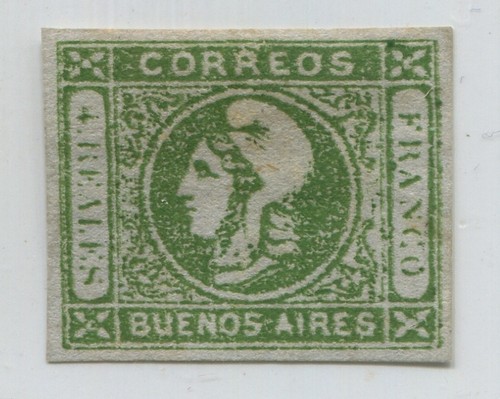 CORREOS.
4 REALES
FRANCO
BUENOS AIRES